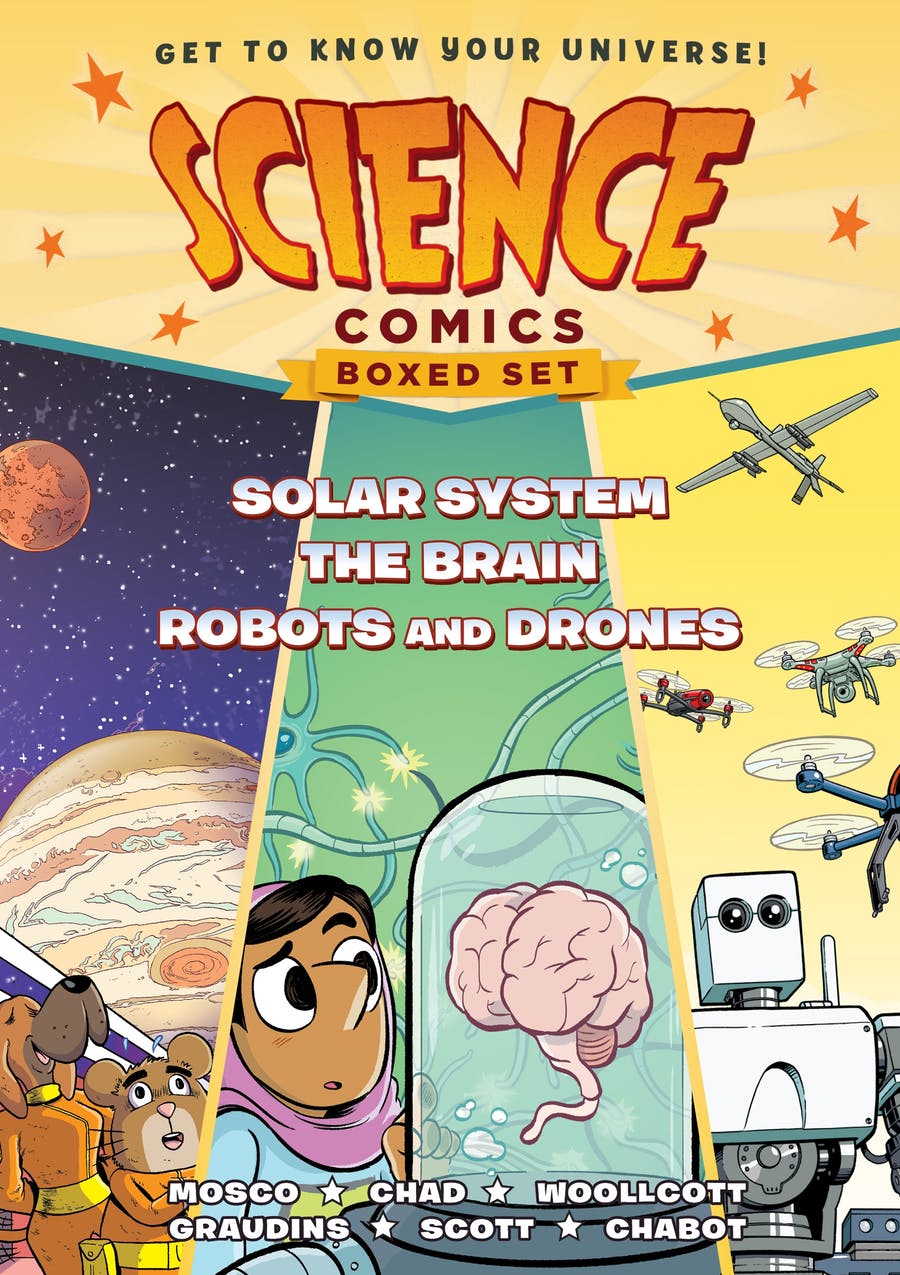 GET TO KNOW YOUR UNIVERSE!
SCIENCE
COMICS
BOXED SET
SOLAR SYSTEM
THE BRAIN
ROBOTS AND DRONES
MOSCO ★ CHAD ★ WOOLLCOTT
GRAUDINS ★ SCOTT ★ CHABOT